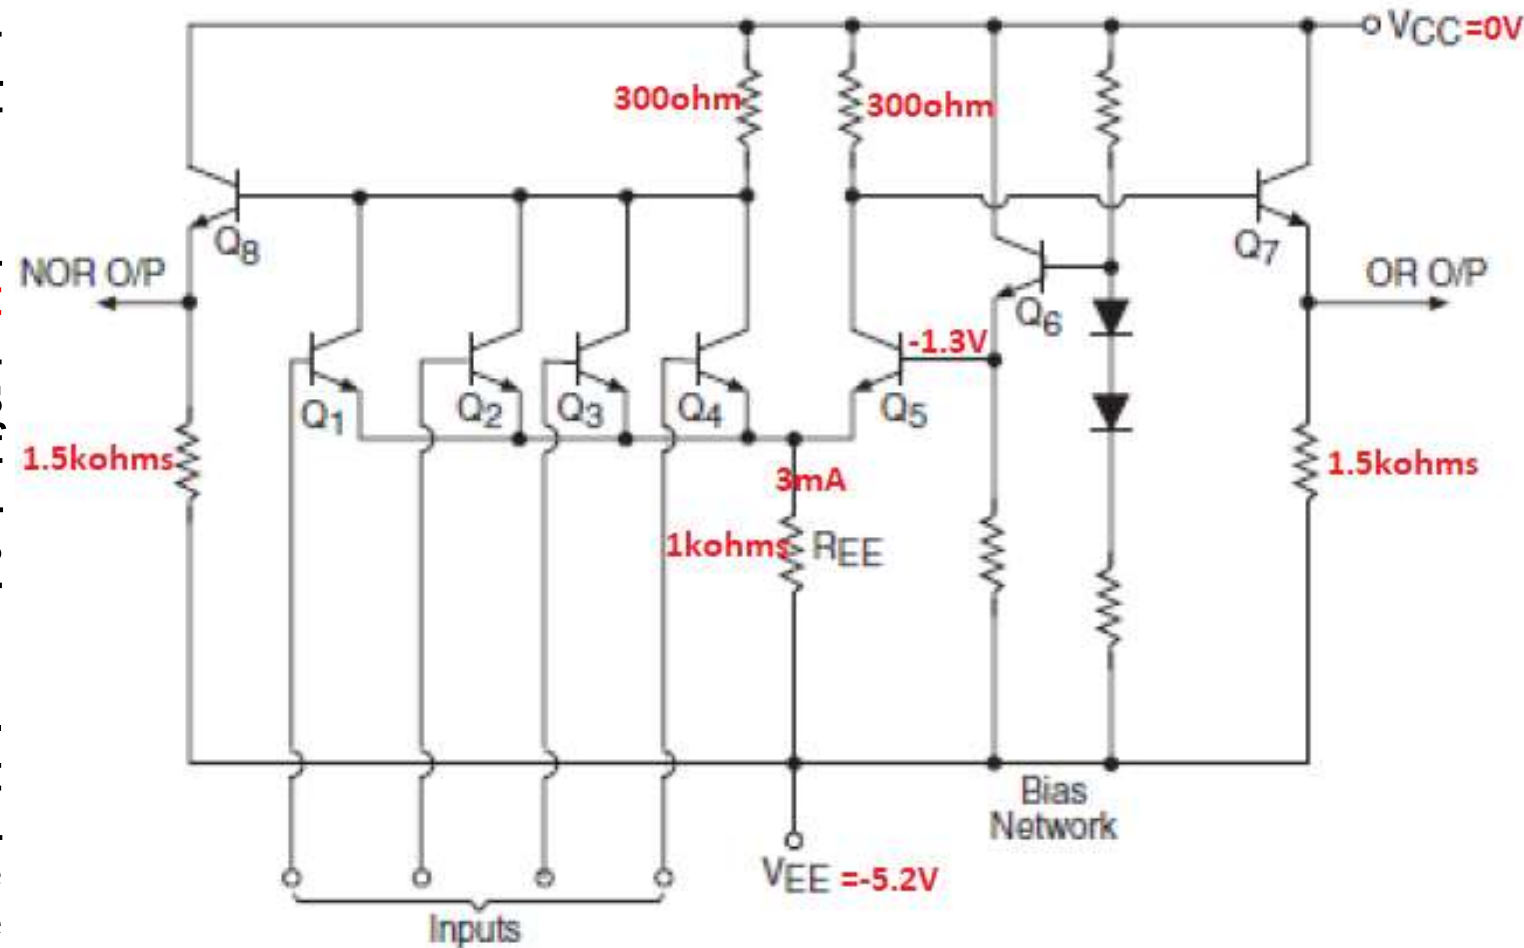 VCC =0V
300ohm
300ohm
Q8
Q7
NOR O/P
OR O/P
Q6
-1.3V
Q1
Q2
Q3
Q4
Q5
1.5kohms
3mA
1.5kohms
1kohms
REE
Bias
Network
VEE =-5.2V
Inputs